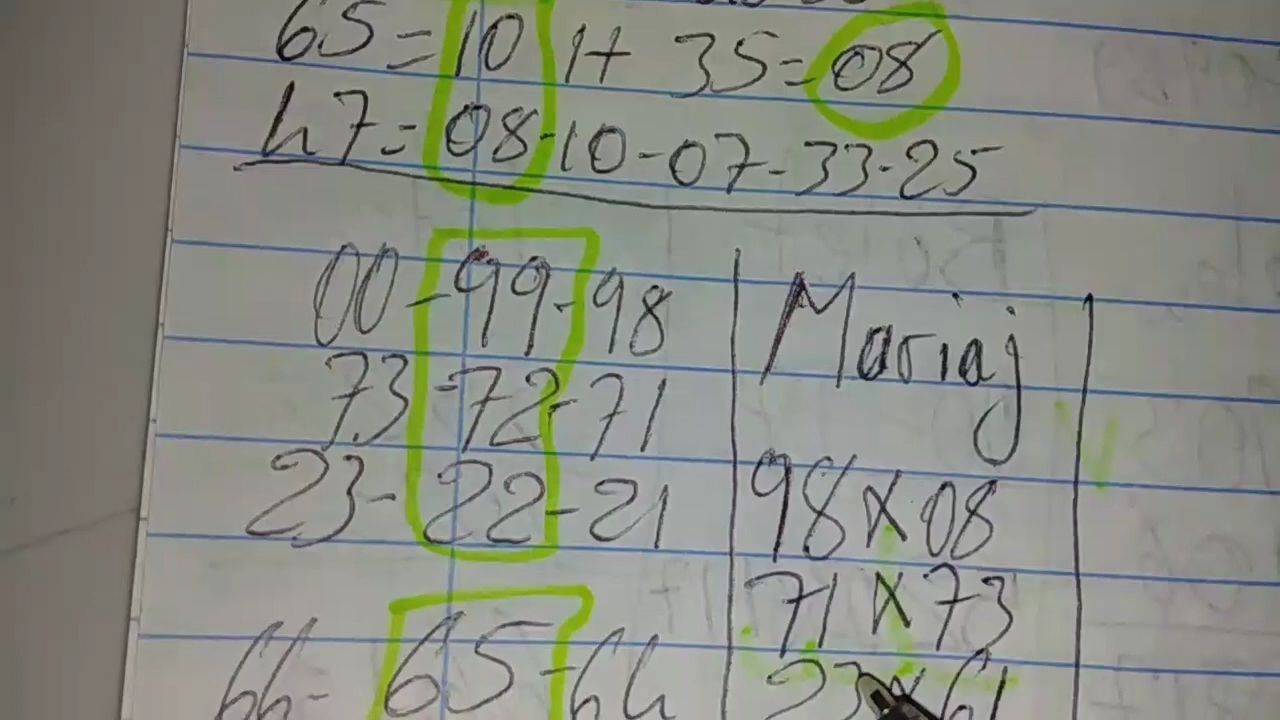 65=10 1+ 35=08
47=08-10-07-33-25
00-99-98
73-72-71
23-22-21
66-65-64
Mariaj
98X08
71X73